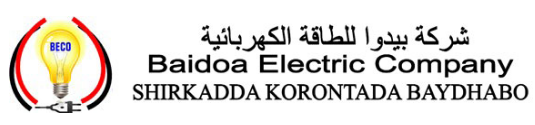 BECO
شركة بيدوا للطاقة الكهربائية
Baidoa Electric Company
SHIRKADDA KORONTADA BAYDHABO